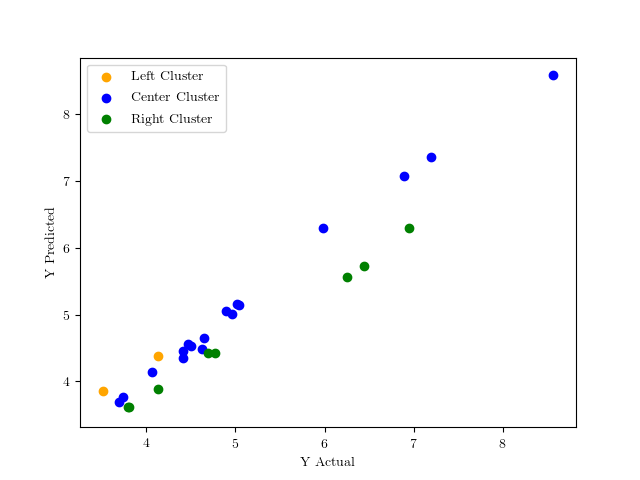 Left Cluster
Center Cluster
Right Cluster
8
7
6
5
4
Y Predicted
4 5 6 7 8
Y Actual